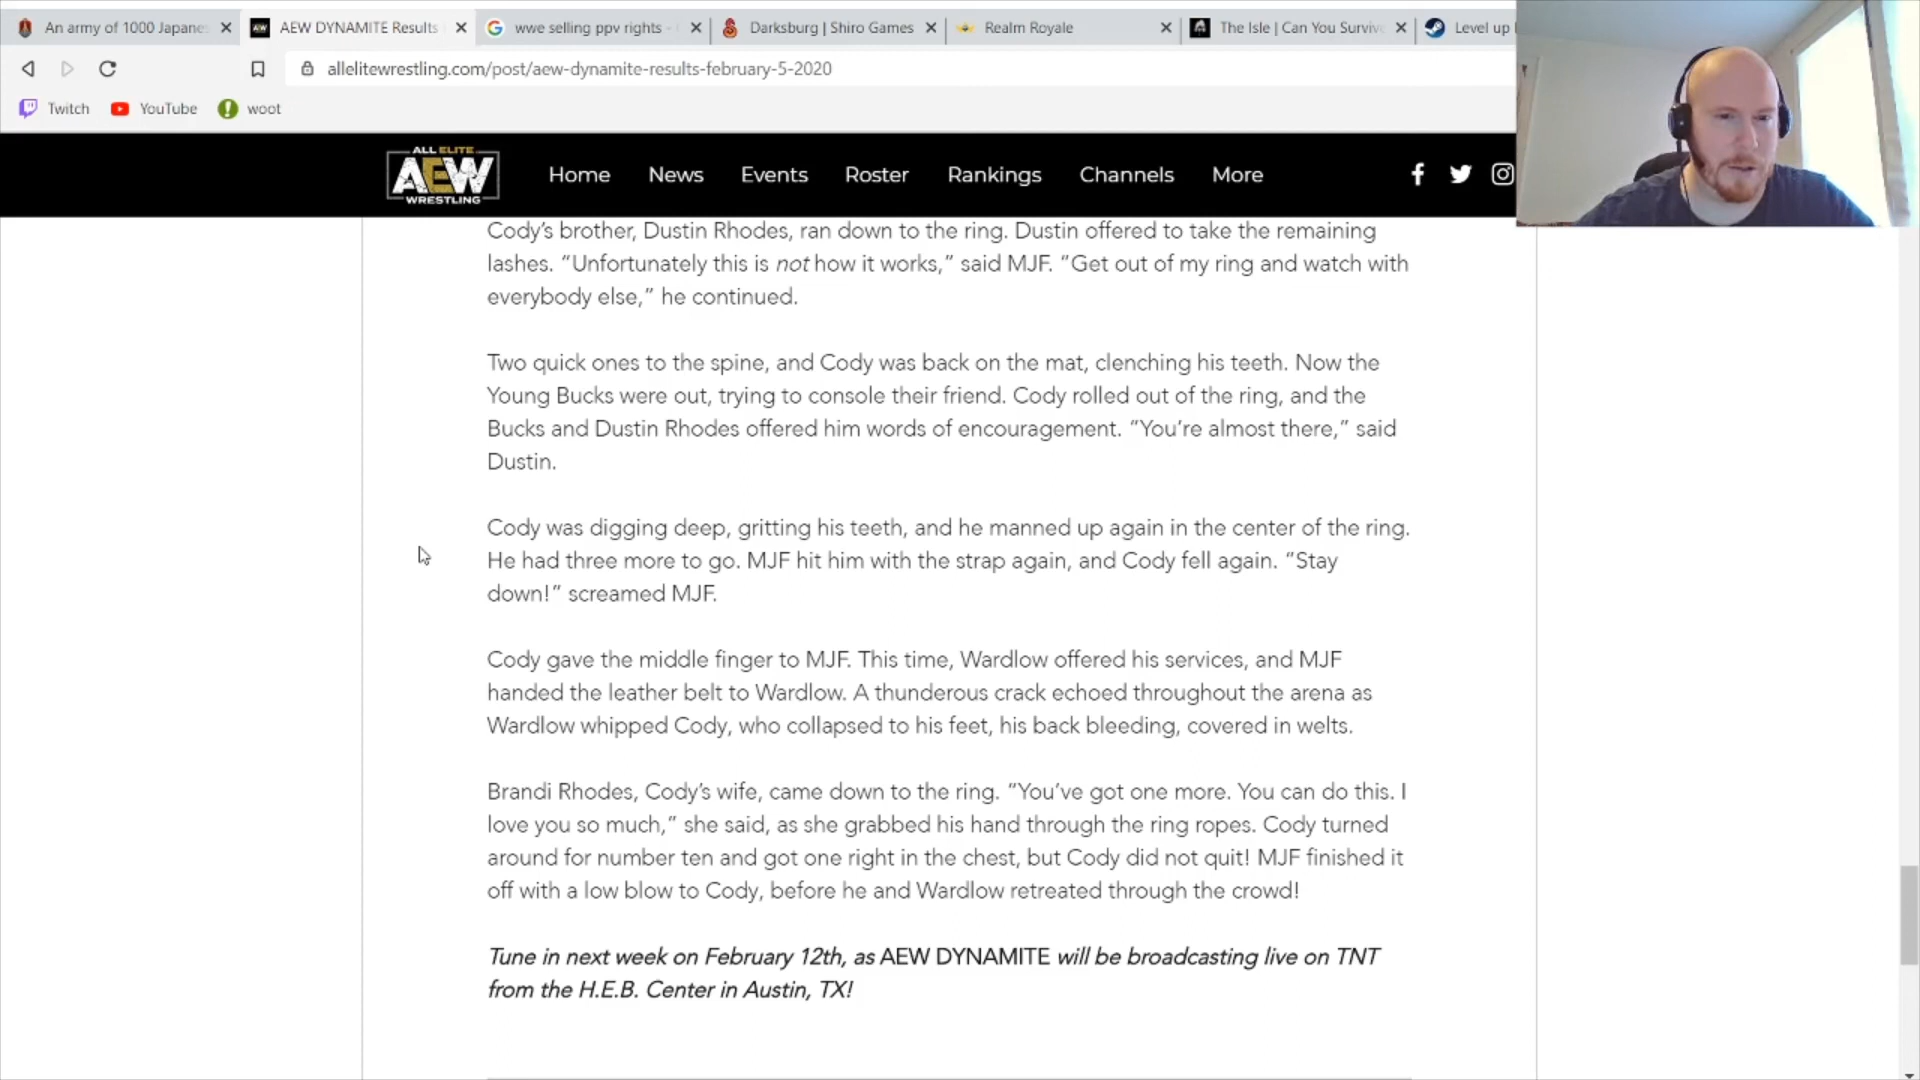 An army of 1000 Japane
AEW DYNAMITE Results
wwe selling ppv rights -
Darksburg | Shiro Games
Realm Royale
The Isle | Can You Surviv
Level up
allelitewrestling.com/post/aew-dynamite-results-february-5-2020
Twitch
YouTube
woot
ALL ELITE
AEW
WRESTLING
Home
News
Events
Roster
Rankings
Channels
More
Cody’s brother, Dustin Rhodes, ran down to the ring. Dustin offered to take the remaining
lashes. “Unfortunately this is not how it works,” said MJF. “Get out of my ring and watch with
everybody else,” he continued.
Two quick ones to the spine, and Cody was back on the mat, clenching his teeth. Now the
Young Bucks were out, trying to console their friend. Cody rolled out of the ring, and the
Bucks and Dustin Rhodes offered him words of encouragement. “You’re almost there,” said
Dustin.
Cody was digging deep, gritting his teeth, and he manned up again in the center of the ring.
He had three more to go. MJF hit him with the strap again, and Cody fell again. “Stay
down!” screamed MJF.
Cody gave the middle finger to MJF. This time, Wardlow offered his services, and MJF
handed the leather belt to Wardlow. A thunderous crack echoed throughout the arena as
Wardlow whipped Cody, who collapsed to his feet, his back bleeding, covered in welts.
Brandi Rhodes, Cody’s wife, came down to the ring. “You’ve got one more. You can do this. I
love you so much,” she said, as she grabbed his hand through the ring ropes. Cody turned
around for number ten and got one right in the chest, but Cody did not quit! MJF finished it
off with a low blow to Cody, before he and Wardlow retreated through the crowd!
Tune in next week on February 12th, as AEW DYNAMITE will be broadcasting live on TNT
from the H.E.B. Center in Austin, TX!